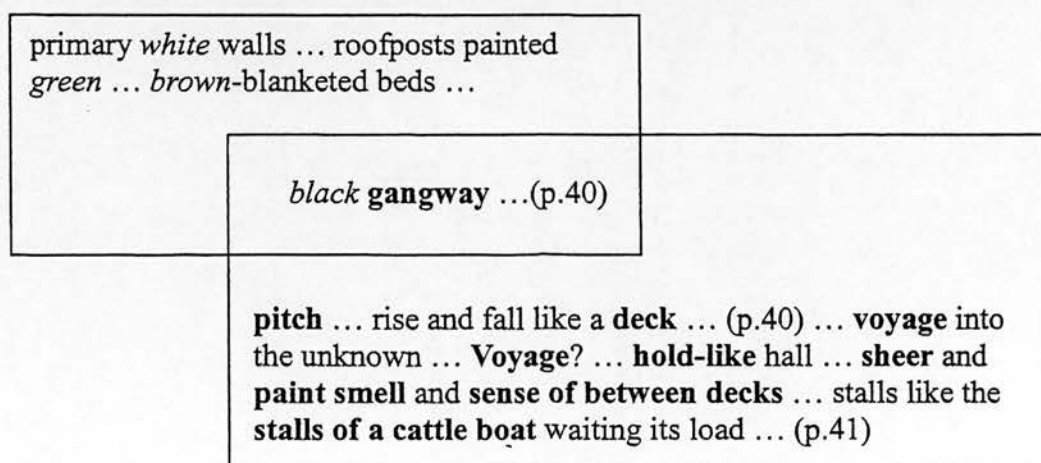 primary white walls … roofposts painted
green … brown-blanketed beds …
black gangway …(p.40)
pitch … rise and fall like a deck … (p.40) … voyage into
the unknown … Voyage? … hold-like hall … sheer and
paint smell and sense of between decks … stalls like the
stalls of a cattle boat waiting its load … (p.41)